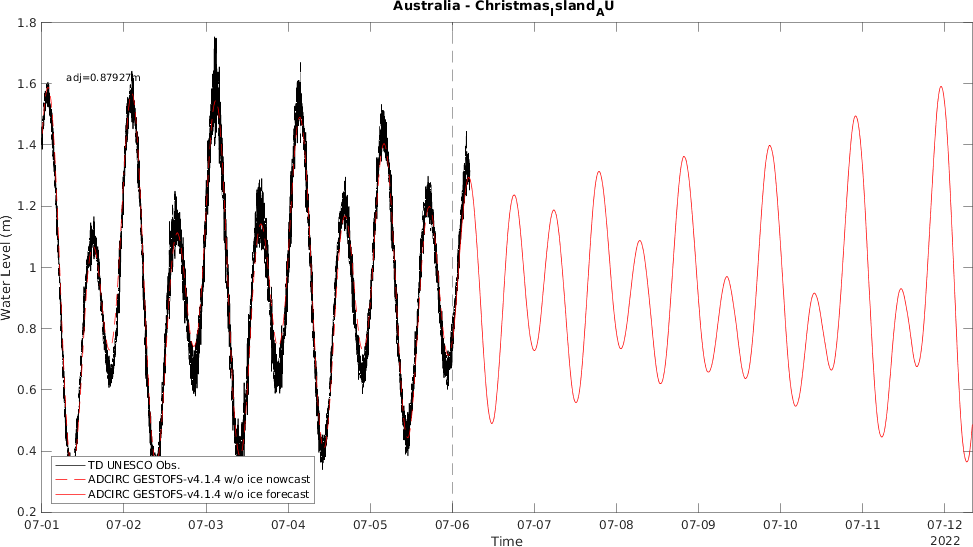 Australia - ChristmasIslandAU
1.8
1.6
1.4
1.2
1
0.8
0.6
0.4
0.2
Water Level (m)
adj=0.87927m
TD UNESCO Obs.
ADCIRC GESTOFS-v4.1.4 w/o ice nowcast
ADCIRC GESTOFS-v4.1.4 w/o ice forecast
07-01 07-02 07-03 07-04 07-05 07-06 07-07 07-08 07-09 07-10 07-11 07-12
Time
2022